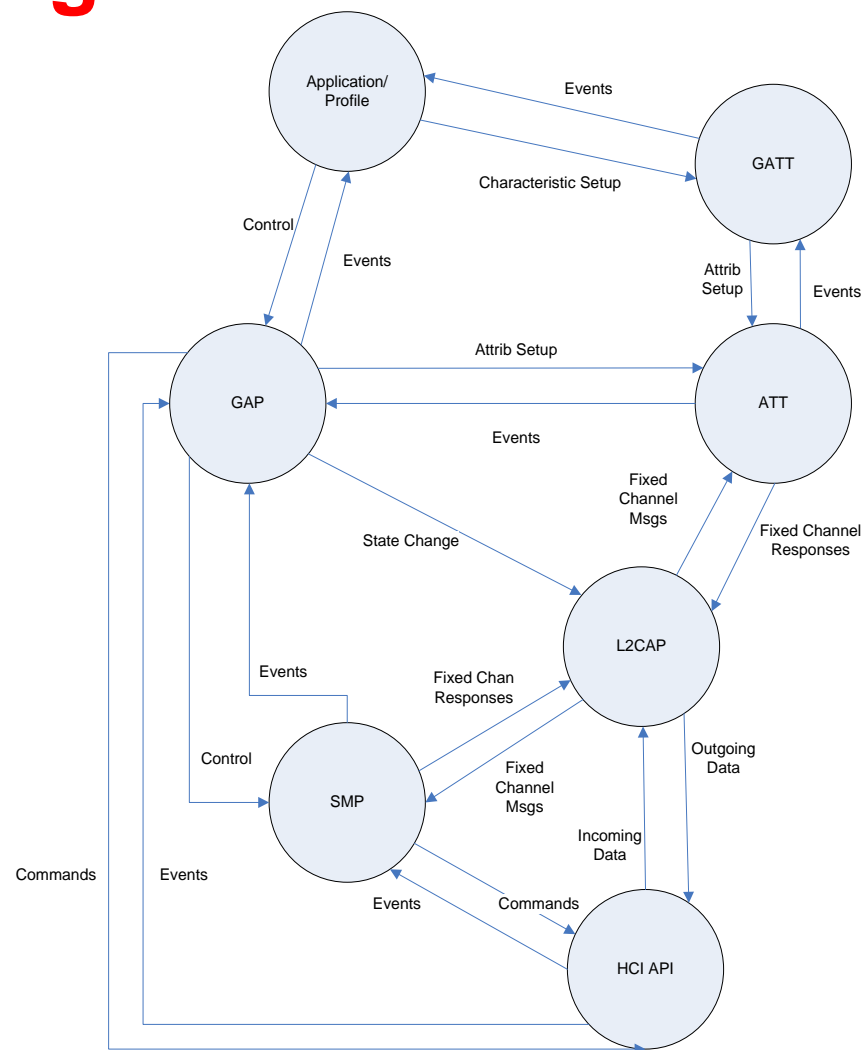 g
Application/
Profile
Events
GATT
Characteristic Setup
Control
Events
Attrib
Setup
Events
Attrib Setup
GAP
ATT
Events
Fixed
Channel
Msgs
Fixed Channel
Responses
State Change
L2CAP
Events
Fixed Chan
Responses
Outgoing
Data
Control
Fixed
Channel
Msgs
SMP
Incoming
Data
Commands
Events
Events
Commands
HCI API